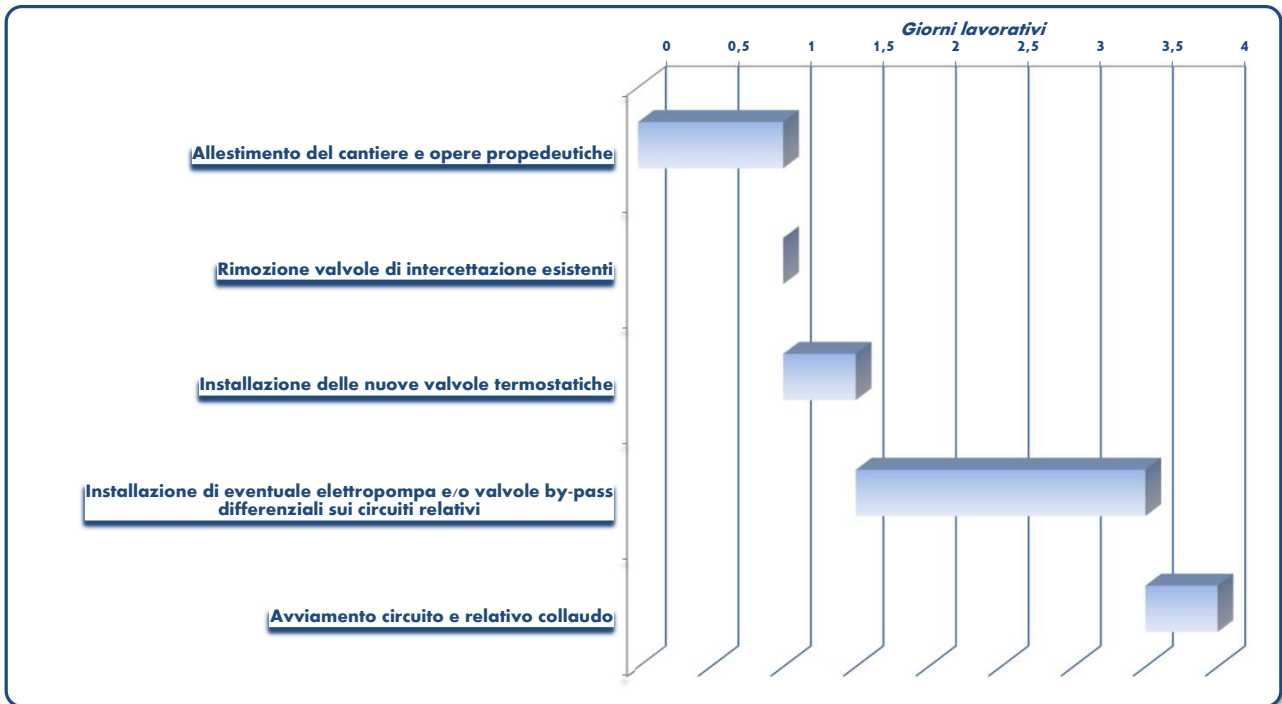 Giorni lavorativi
0 0,5 1 1,5 2 2,5 3 3,5 4
Allestimento del cantiere e opere propedeutiche
Rimozione valvole di intercettazione esistenti
Installazione delle nuove valvole termostatiche
Installazione di eventuale elettropompa e/o valvole by-pass
differenziali sui circuiti relativi
Avviamento circuito e relativo collaudo